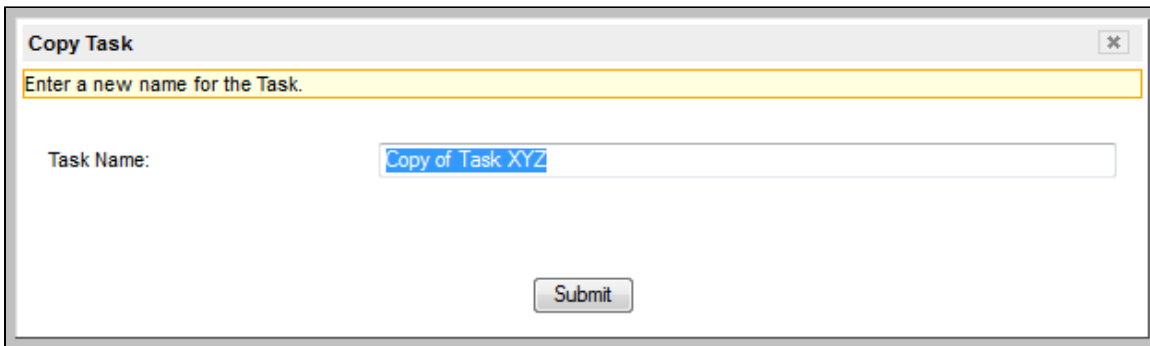 Copy Task
Enter a new name for the Task.
Task Name: Copy of Task XYZ
Submit